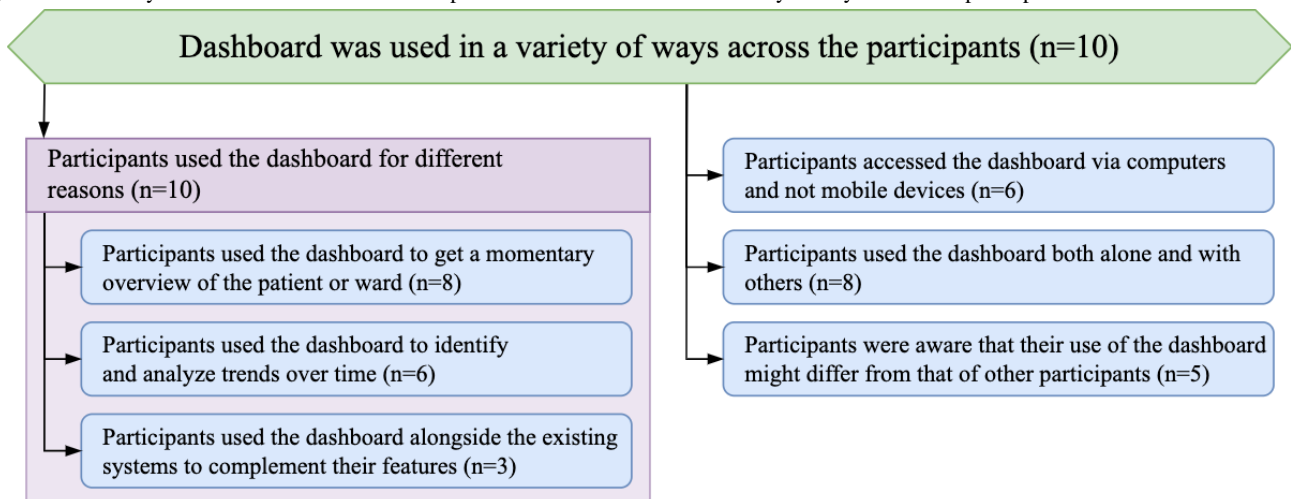 Dashboard was used in a variety of ways across the participants (n=10)
Participants used the dashboard for different
reasons (n=10)
Participants used the dashboard to get a momentary
overview of the patient or ward (n=8)
Participants used the dashboard to identify
and analyze trends over time (n=6)
Participants used the dashboard alongside the existing
systems to complement their features (n=3)
Participants accessed the dashboard via computers
and not mobile devices (n=6)
Participants used the dashboard both alone and with
others (n=8)
Participants were aware that their use of the dashboard
might differ from that of other participants (n=5)